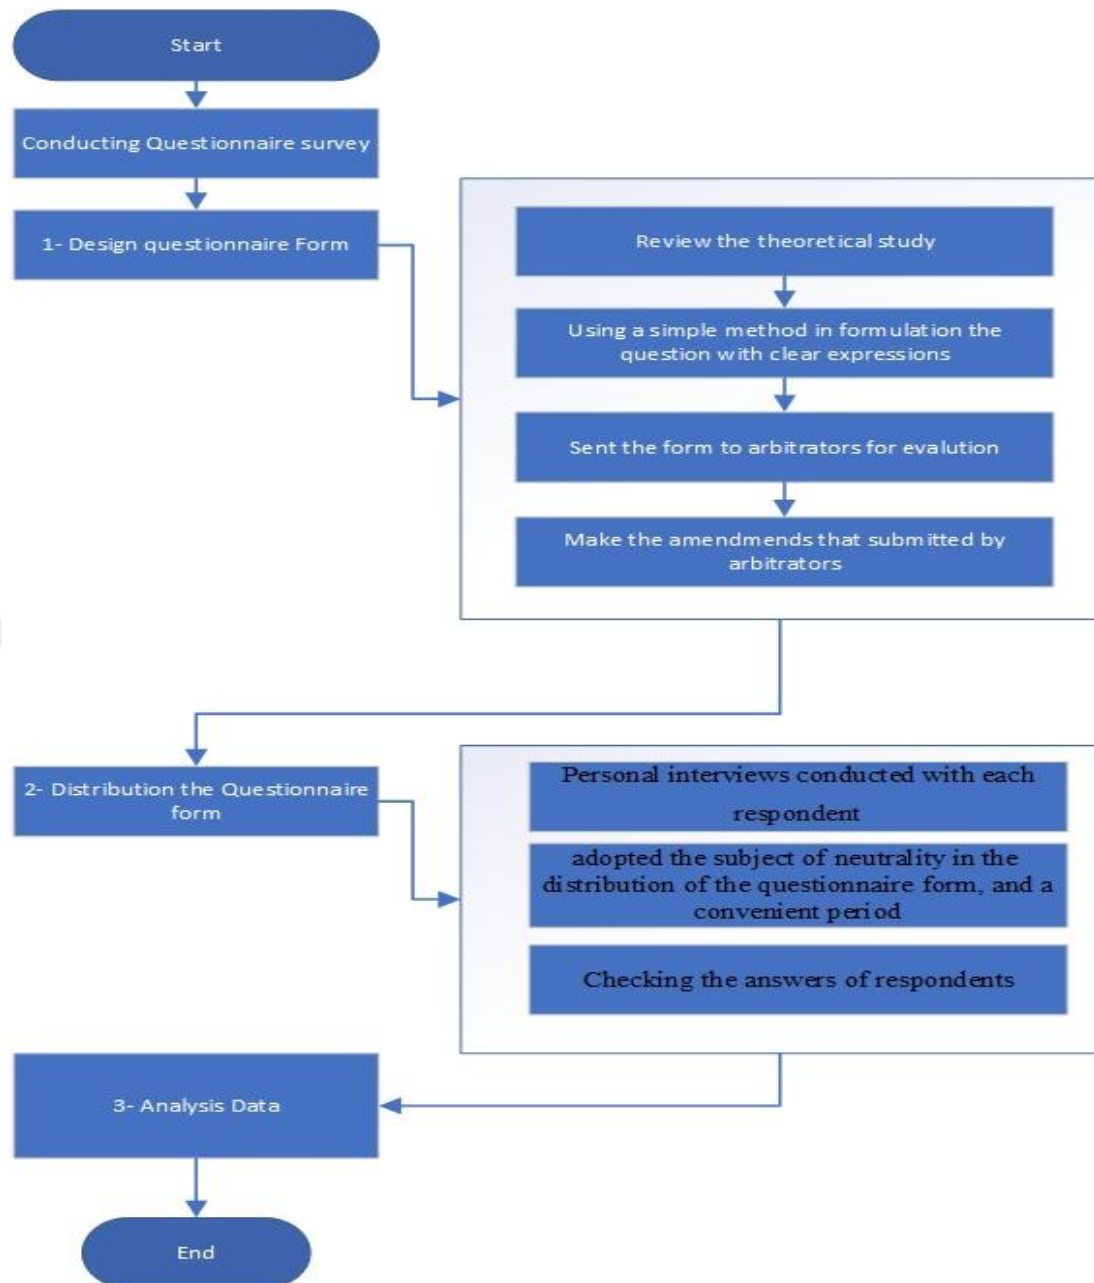 Start
Conducting Questionnaire survey
1- Design questionnaire Form
Review the theoretical study
Using a simple method in formulation the
question with clear expressions
Sent the form to arbitrators for evalution
Make the amendmends that submitted by
arbitrators
2- Distribution the Questionnaire
form
Personal interviews conducted with each
respondent
adopted the subject of neutrality in the
distribution of the questionnaire form, and a
convenient period
Checking the answers of respondents
3- Analysis Data
End